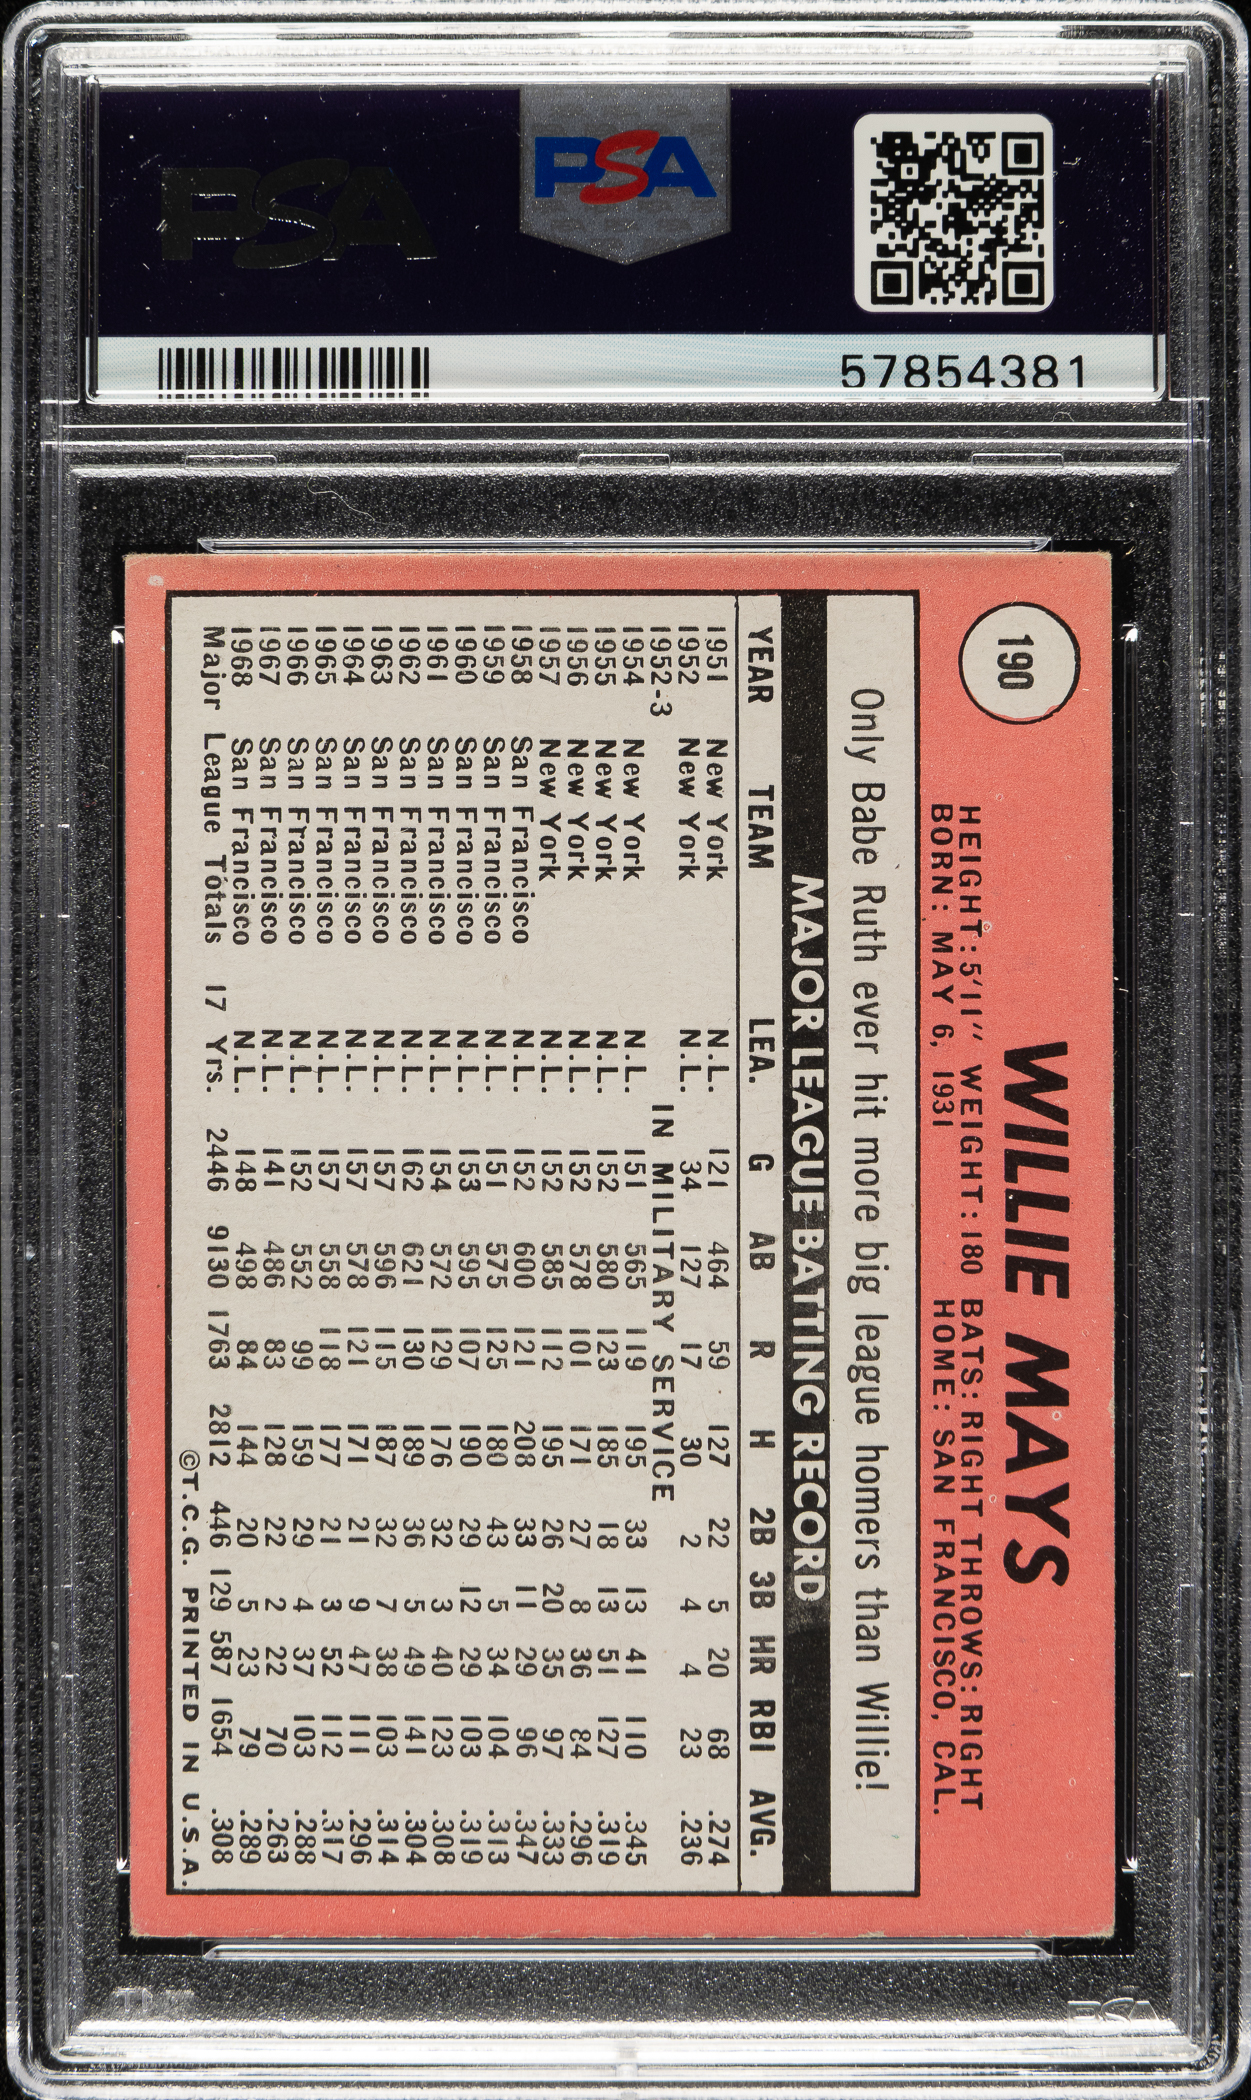 PSA
PSA
57854381
190
WILLIE MAYS
HEIGHT: 5'11" WEIGHT: 180 BATS: RIGHT THROWS: RIGHT
BORN: MAY 6, 1931 HOME: SAN FRANCISCO, CAL.
Only Babe Ruth ever hit more big league homers than Willie!
MAJOR LEAGUE BATTING RECORD
YEAR TEAM LEA. G AB R H 2B 3B HR RBI AVG.
1951 New York N.L. 121 464 59 127 22 5 20 68 .274
1952 New York N.L. 34 127 17 30 2 4 4 23 .236
1952-3 IN MILITARY SERVICE
1954 New York N.L. 151 565 119 195 33 13 41 110 .345
1955 New York N.L. 152 580 123 185 18 13 51 127 .319
1956 New York N.L. 152 578 101 171 27 8 36 84 .296
1957 New York N.L. 152 585 112 195 26 20 35 97 .333
1958 San Francisco N.L. 152 600 121 208 33 11 29 96 .347
1959 San Francisco N.L. 151 575 125 180 43 5 34 104 .313
1960 San Francisco N.L. 153 595 107 190 29 12 29 103 .319
1961 San Francisco N.L. 154 572 129 176 32 3 40 123 .308
1962 San Francisco N.L. 162 621 130 189 36 5 49 141 .304
1963 San Francisco N.L. 157 596 115 187 32 7 38 103 .314
1964 San Francisco N.L. 157 578 121 171 21 9 47 111 .296
1965 San Francisco N.L. 157 558 118 177 21 3 52 112 .317
1966 San Francisco N.L. 152 552 99 159 29 4 37 103 .288
1967 San Francisco N.L. 141 486 83 128 22 2 22 70 .263
1968 San Francisco N.L. 148 498 84 144 20 5 23 79 .289
Major League Totals 17 Yrs. 2446 9130 1763 2812 446 129 587 1654 .308
©T.C.G. PRINTED IN U.S.A.
PSA